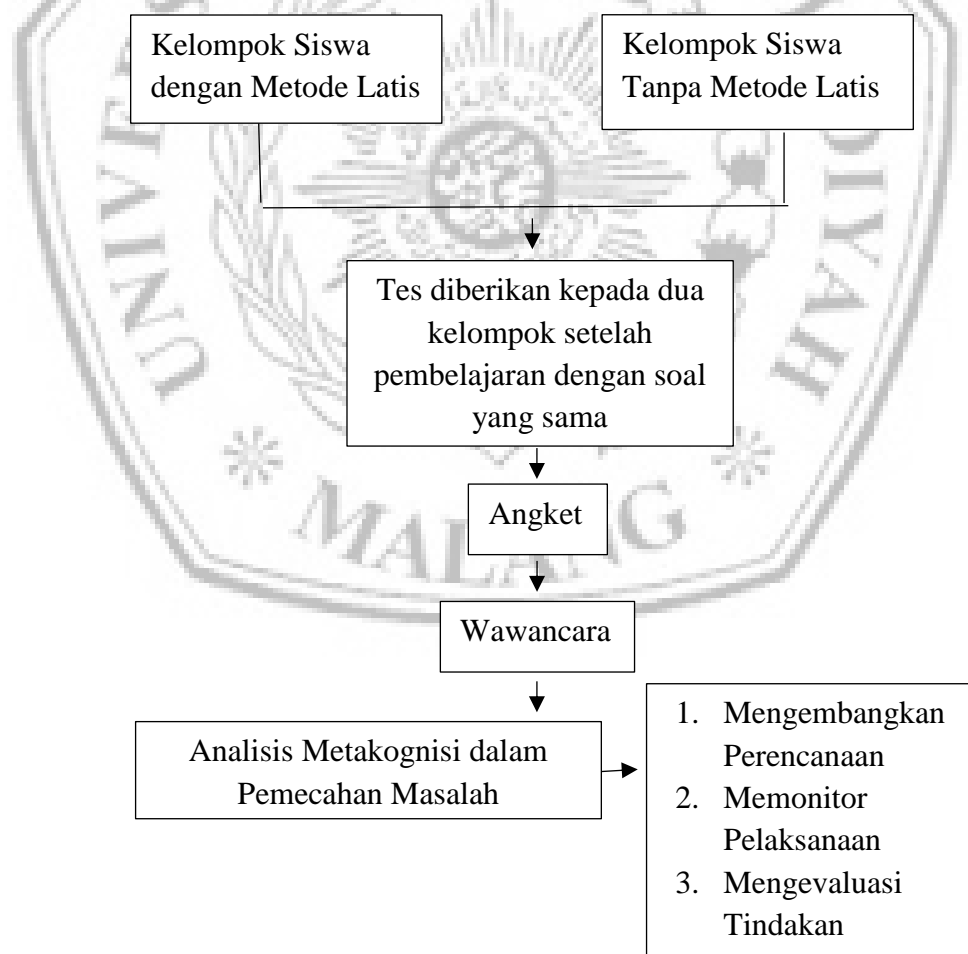 Kelompok Siswa
dengan Metode Latis
Kelompok Siswa
Tanpa Metode Latis
Tes diberikan kepada dua
kelompok setelah
pembelajaran dengan soal
yang sama
Angket
Wawancara
Analisis Metakognisi dalam
Pemecahan Masalah
1. Mengembangkan
Perencanaan
2. Memonitor
Pelaksanaan
3. Mengevaluasi
Tindakan
MALANG